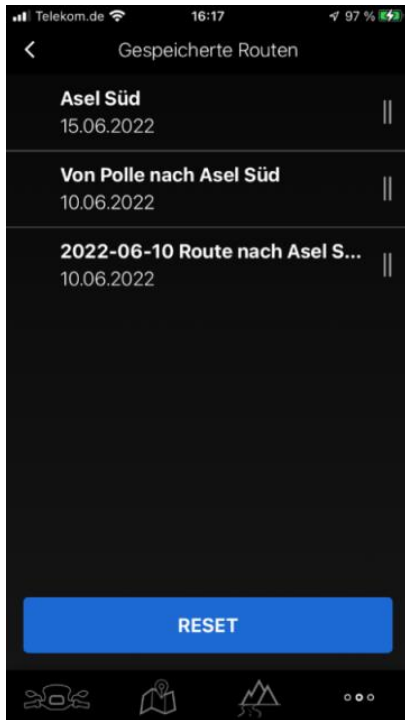 Telekom.de 16:17 97 %
Gespeicherte Routen
Asel Süd
15.06.2022
Von Polle nach Asel Süd
10.06.2022
2022-06-10 Route nach Asel S...
10.06.2022
RESET